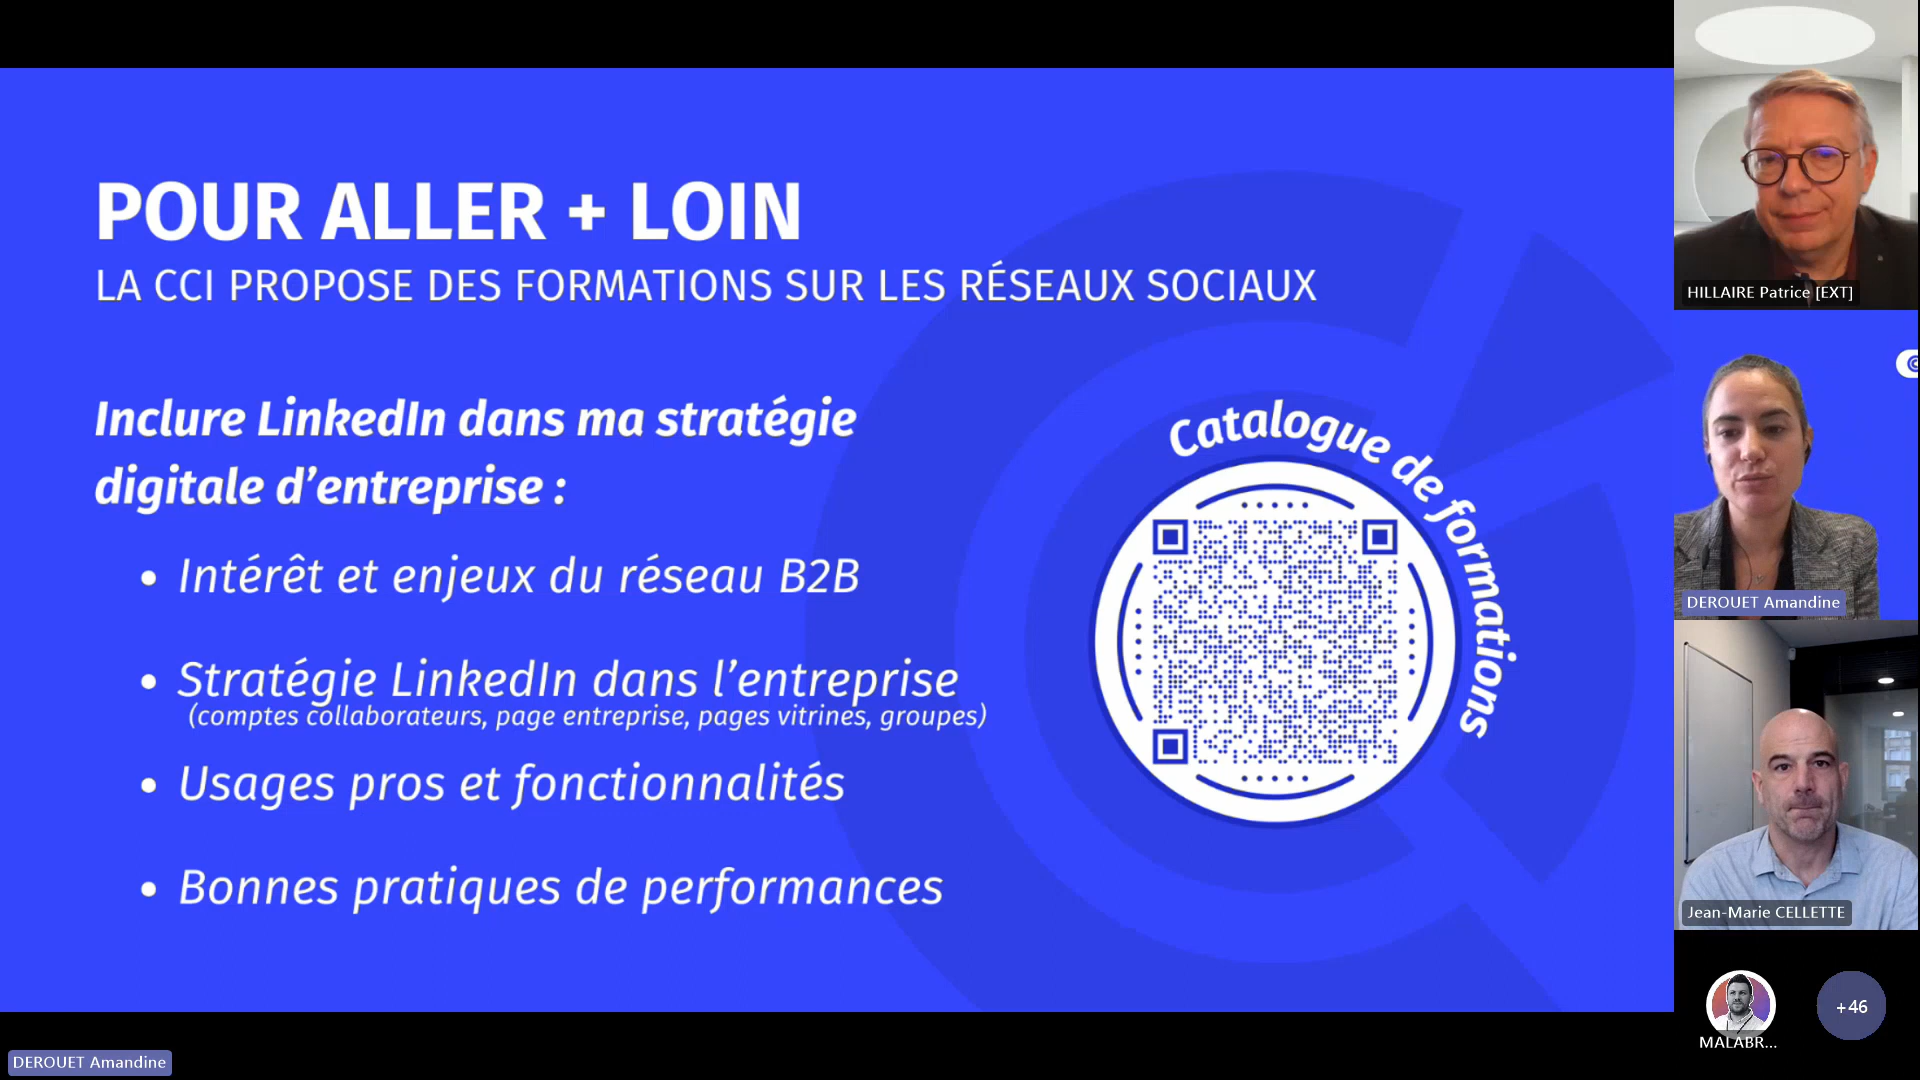 POUR ALLER + LOIN
LA CCI PROPOSE DES FORMATIONS SUR LES RÉSEAUX SOCIAUX
Inclure LinkedIn dans ma stratégie
digitale d’entreprise :
• Intérêt et enjeux du réseau B2B
• Stratégie LinkedIn dans l’entreprise
(comptes collaborateurs, page entreprise, pages vitrines, groupes)
• Usages pros et fonctionnalités
• Bonnes pratiques de performances
Catalogue de formations
HILLAIRE Patrice [EXT]
DEROUET Amandine
Jean-Marie CELLETTE
MALABR...
+46
DEROUET Amandine